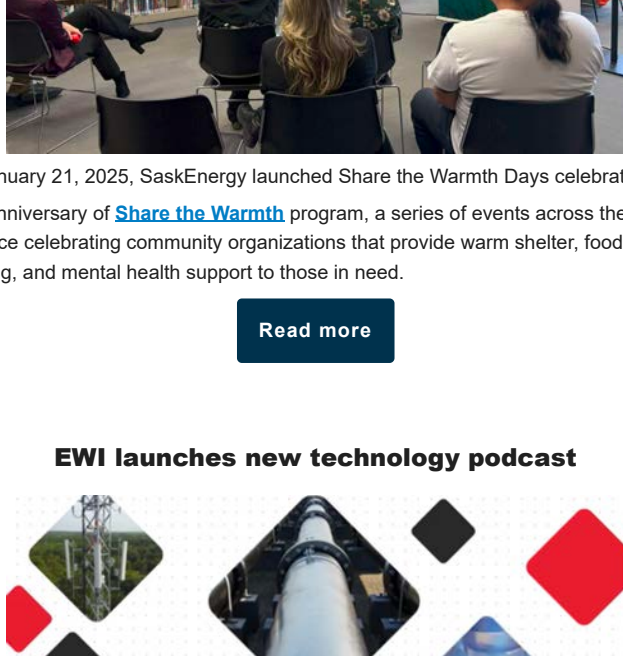 nuary 21, 2025, SaskEnergy launched Share the Warmth Days celebrat
nniversary of Share the Warmth program, a series of events across the
ce celebrating community organizations that provide warm shelter, food
g, and mental health support to those in need.
Read more
EWI launches new technology podcast